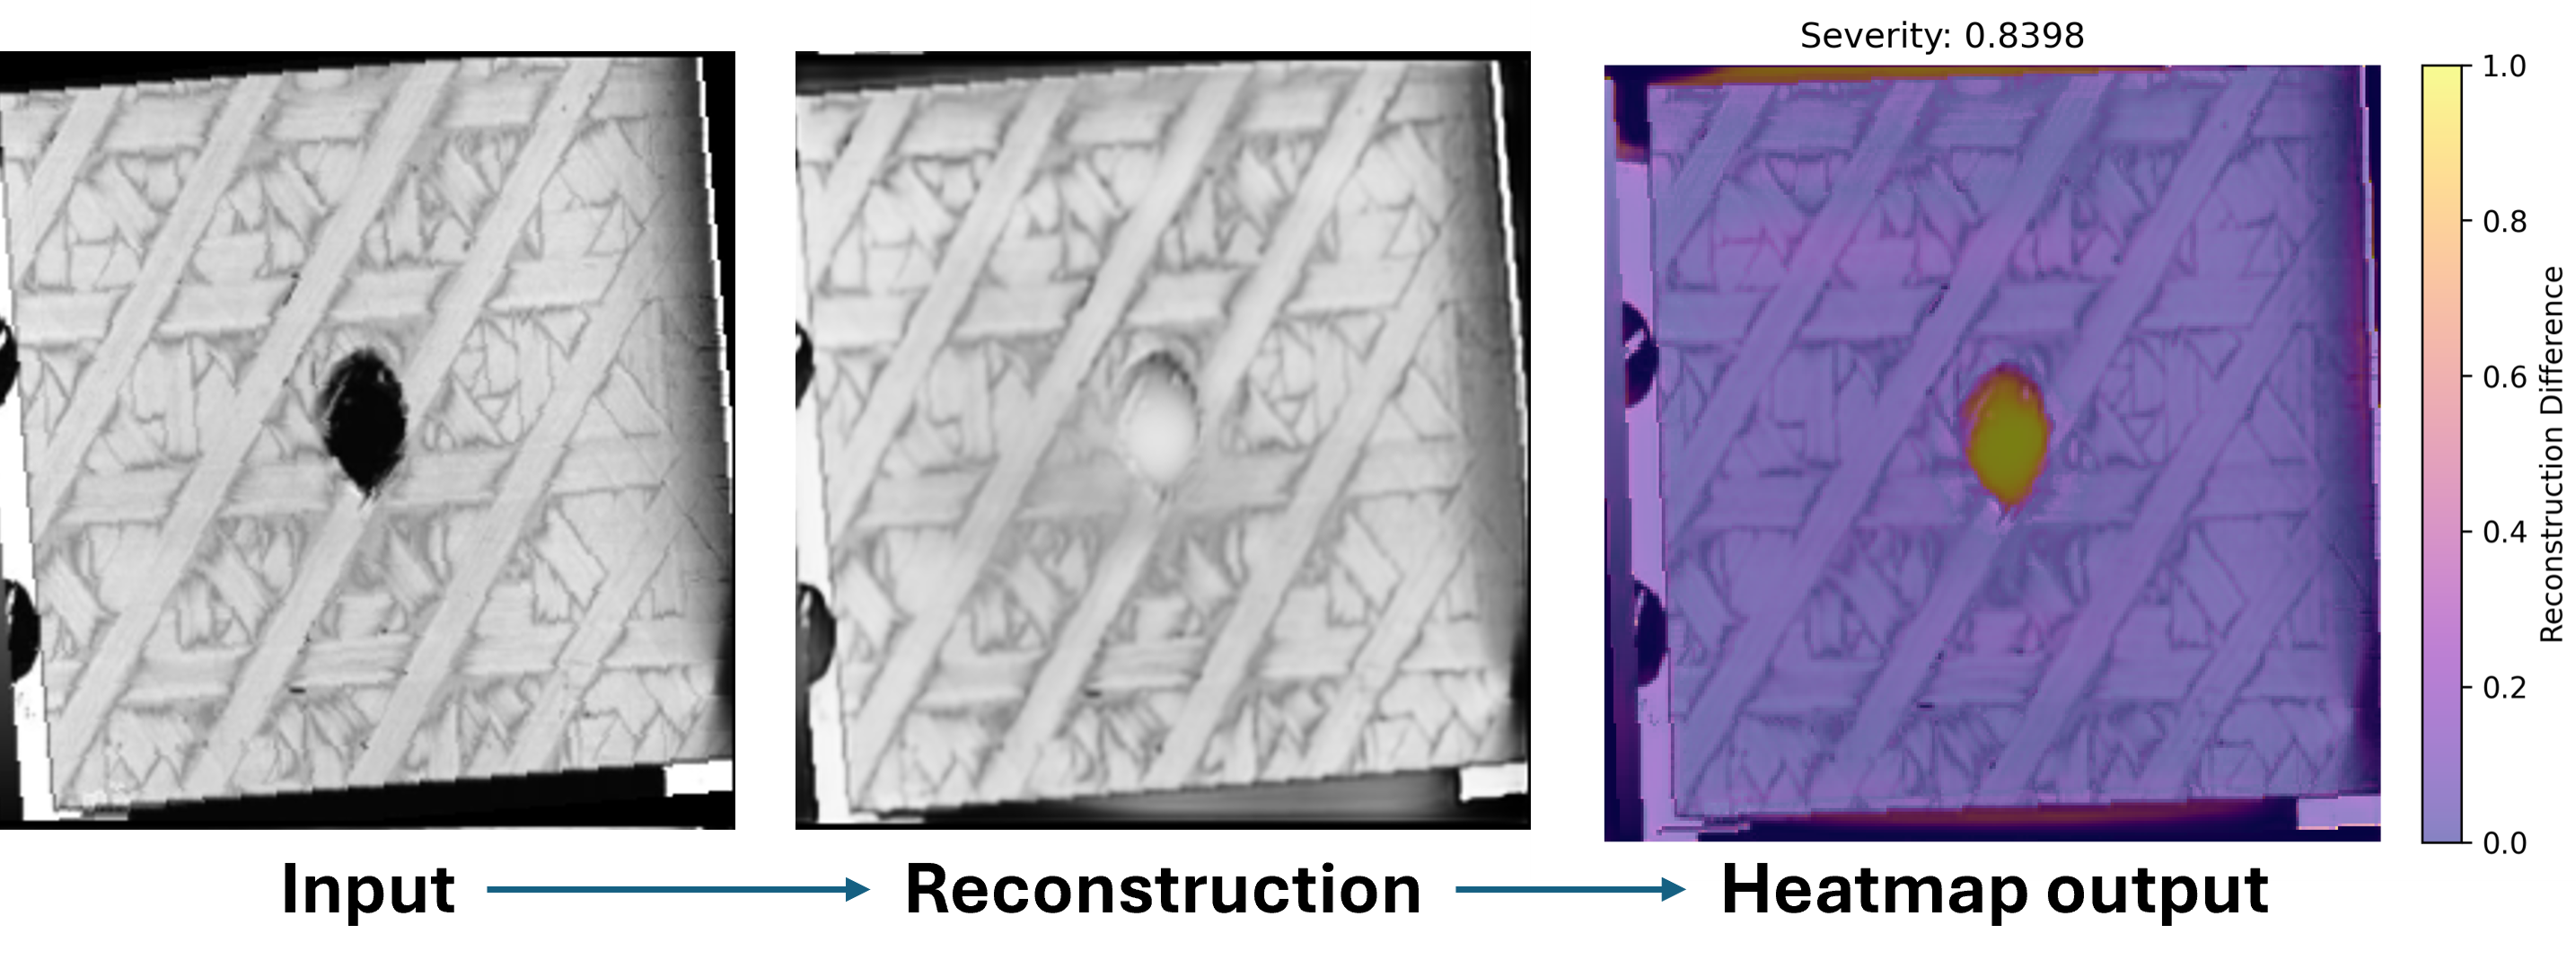 Severity: 0.8398
1.0
0.8
0.6
0.4
0.2
0.0
Reconstruction Difference
Input
Reconstruction
Heatmap output